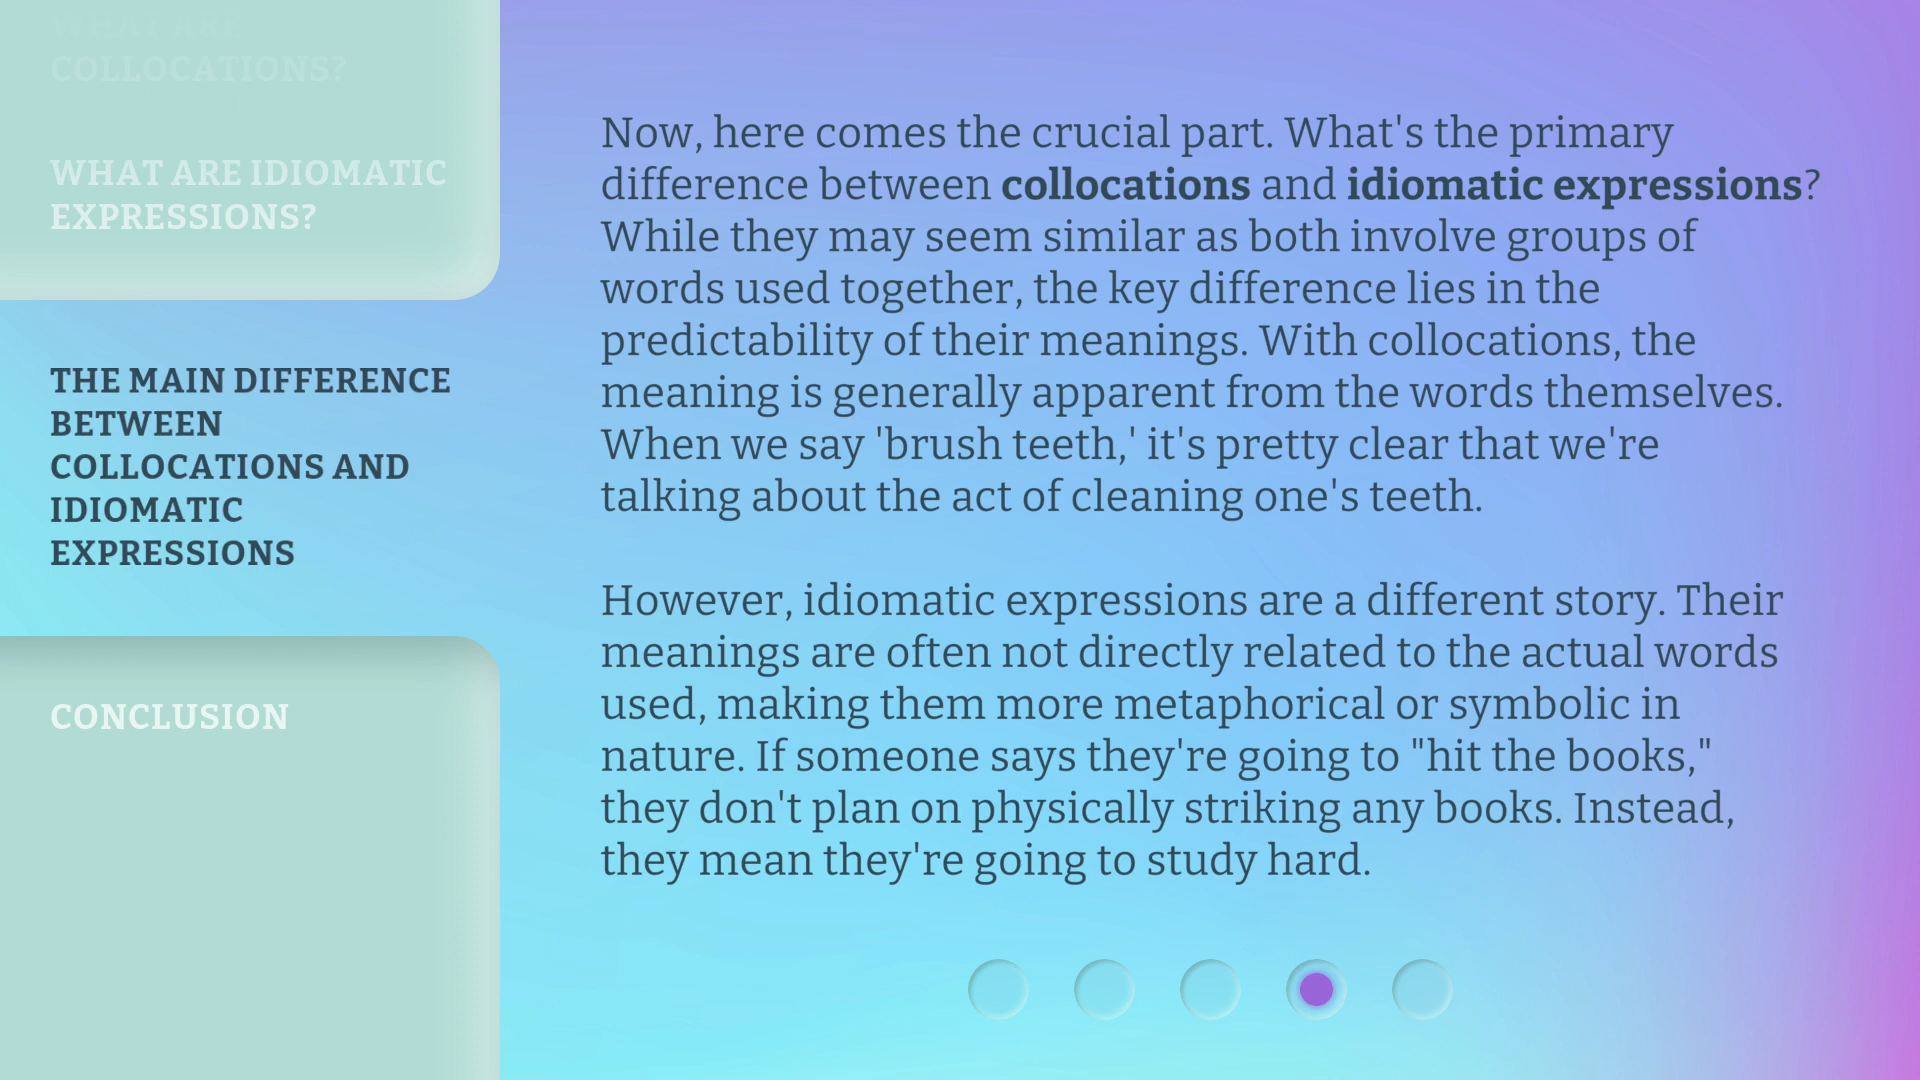 WHAT ARE
COLLOCATIONS?
WHAT ARE IDIOMATIC
EXPRESSIONS?
THE MAIN DIFFERENCE
BETWEEN
COLLOCATIONS AND
IDIOMATIC
EXPRESSIONS
CONCLUSION
Now, here comes the crucial part. What's the primary
difference between collocations and idiomatic expressions?
While they may seem similar as both involve groups of
words used together, the key difference lies in the
predictability of their meanings. With collocations, the
meaning is generally apparent from the words themselves.
When we say 'brush teeth,' it's pretty clear that we're
talking about the act of cleaning one's teeth.
However, idiomatic expressions are a different story. Their
meanings are often not directly related to the actual words
used, making them more metaphorical or symbolic in
nature. If someone says they're going to "hit the books,"
they don't plan on physically striking any books. Instead,
they mean they're going to study hard.